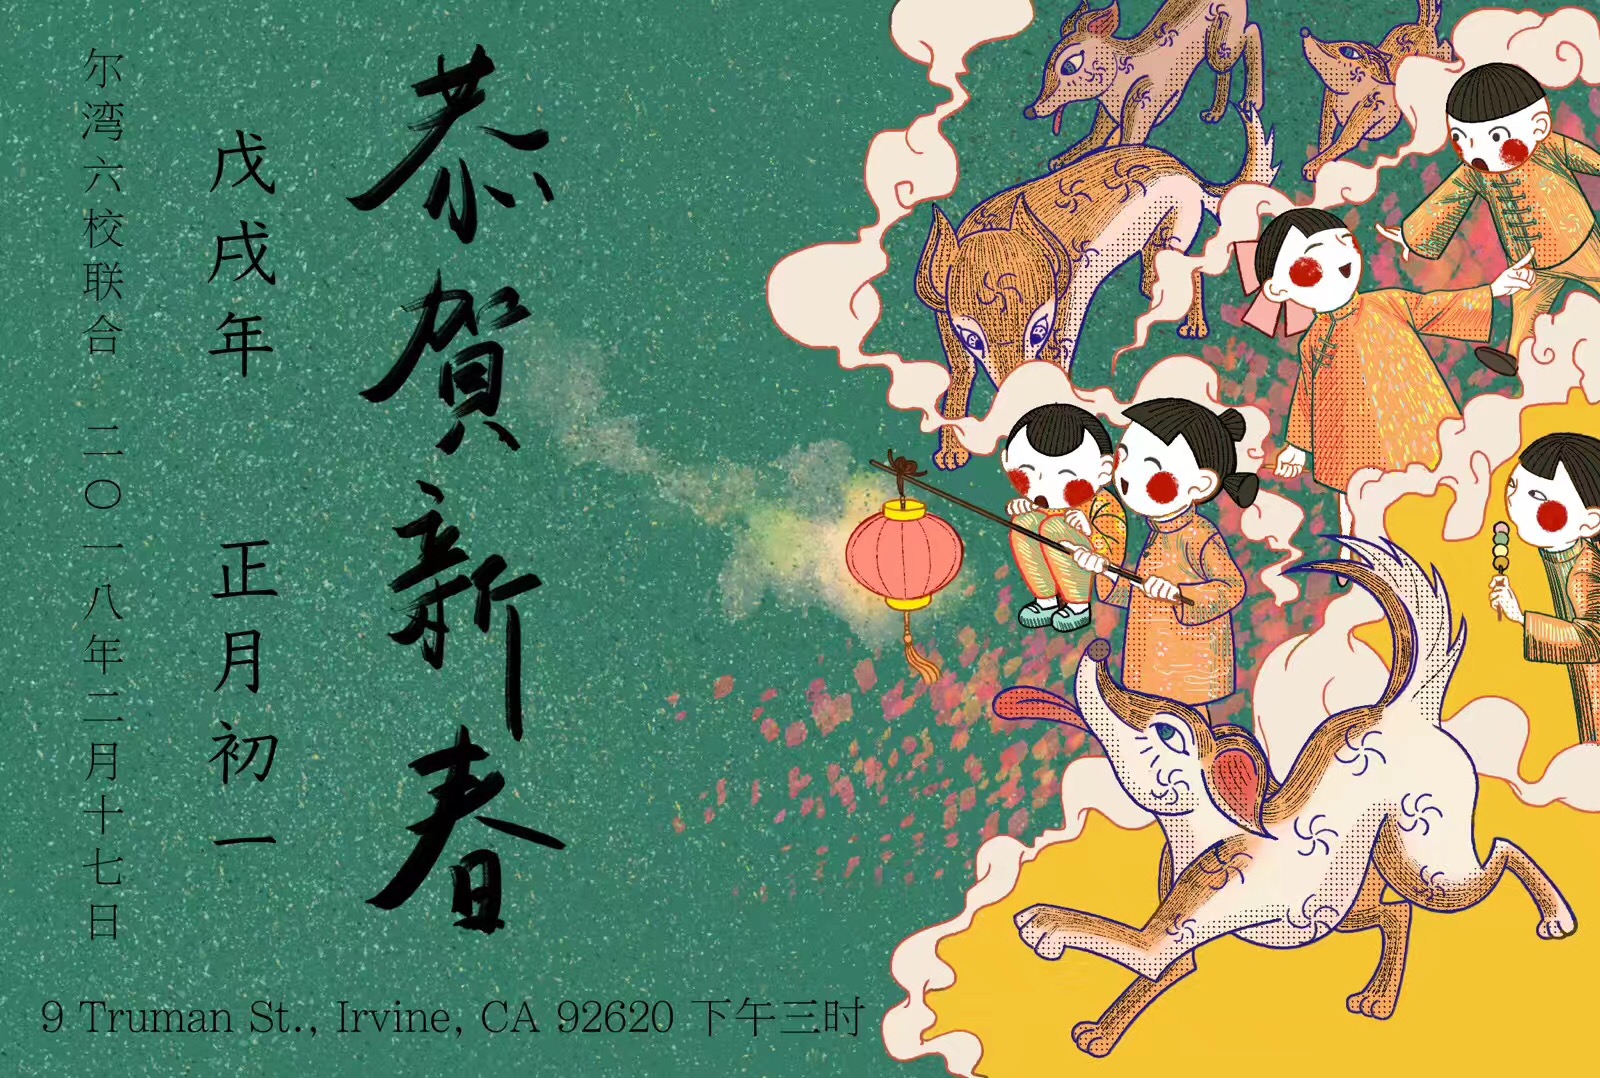 恭賀新春
戊戌年 正月初一
尔湾六校联合 二〇一八年二月十七日
9 Truman St., Irvine, CA 92620 下午三时